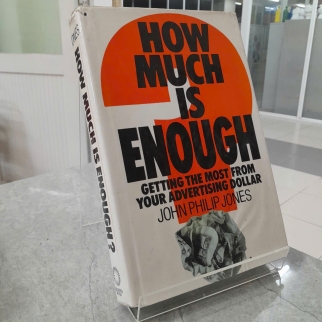 HOW
MUCH
IS
ENOUGH
GETTING THE MOST FROM
YOUR ADVERTISING DOLLAR
JOHN PHILIP JONES
HOW MUCH IS ENOUGH?